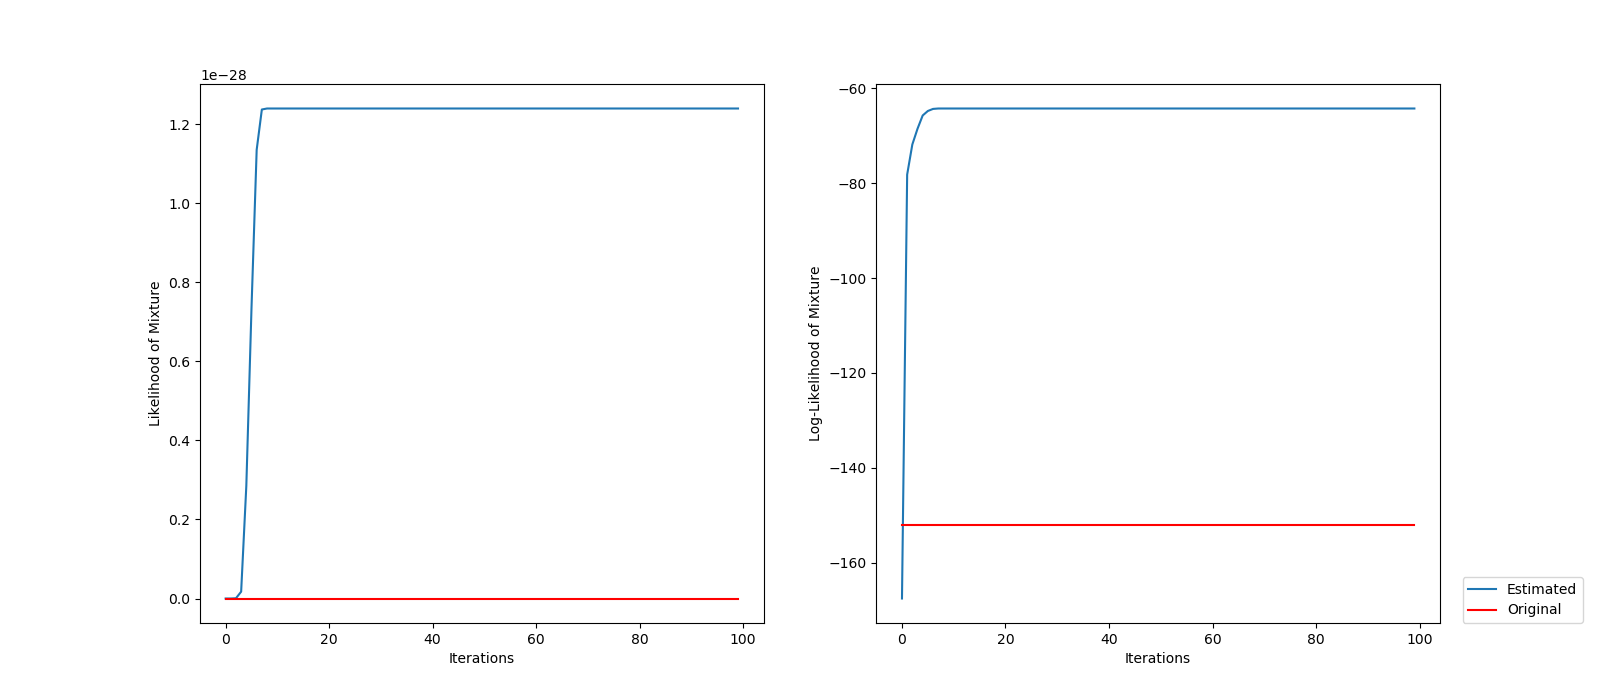 1e−28
1.2
1.0
0.8
0.6
0.4
0.2
0.0
Likelihood of Mixture
0 20 40 60 80 100
Iterations
−60
−80
−100
−120
−140
−160
Log-Likelihood of Mixture
0 20 40 60 80 100
Iterations
Estimated
Original